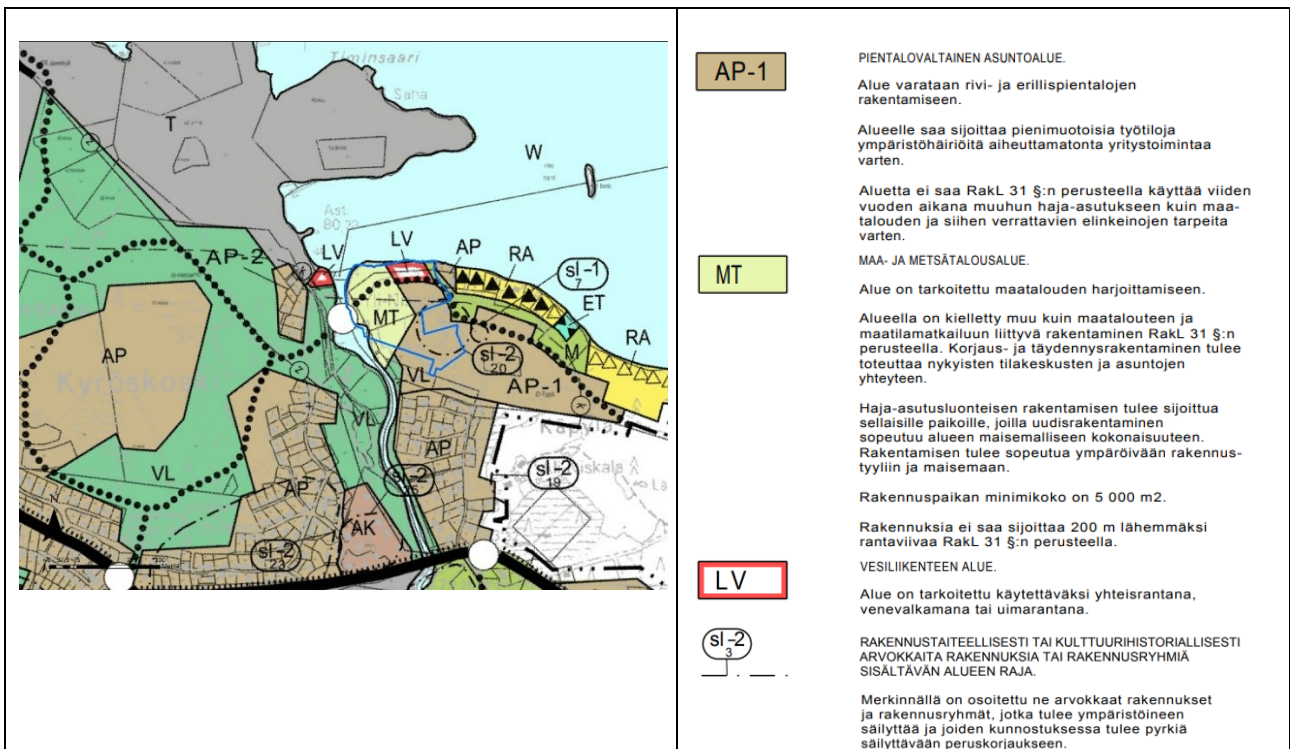 Timinsaari
Saha
T
W
Ast.
80.22
AP-2
LV
LV
AP
RA
sl-1
7
ET
MT
RA
M
AP
sl-2
20
VL
AP-1
Kyröskoski
VL
AP
Käpylä
sl-2
19
VL
AP
sl-2
AK
sl-2
23
N
AP-1
PIENTALOVALTAINEN ASUNTOALUE.
Alue varataan rivi- ja erillispientalojen
rakentamiseen.
Alueelle saa sijoittaa pienimuotoisia työtiloja
ympäristöhäiriöitä aiheuttamatonta yritystoimintaa
varten.
Aluetta ei saa RakL 31 §:n perusteella käyttää viiden
vuoden aikana muuhun haja-asutukseen kuin maa-
talouden ja siihen verrattavien elinkeinojen tarpeita
varten.
MT
MAA- JA METSÄTALOUSALUE.
Alue on tarkoitettu maatalouden harjoittamiseen.
Alueella on kielletty muu kuin maatalouteen ja
maatilamatkailuun liittyvä rakentaminen RakL 31 §:n
perusteella. Korjaus- ja täydennysrakentaminen tulee
toteuttaa nykyisten tilakeskusten ja asuntojen
yhteyteen.
Haja-asutusluonteisen rakentamisen tulee sijoittua
sellaisille paikoille, joilla uudisrakentaminen
sopeutuu alueen maisemalliseen kokonaisuuteen.
Rakentamisen tulee sopeutua ympäröivään rakennus-
tyyliin ja maisemaan.
Rakennuspaikan minimikoko on 5 000 m2.
Rakennuksia ei saa sijoittaa 200 m lähemmäksi
rantaviivaa RakL 31 §:n perusteella.
LV
VESILIIKENTEEN ALUE.
Alue on tarkoitettu käytettäväksi yhteisrantana,
venevalkamana tai uimarantana.
sl-2
3
RAKENNUSTAITEELLISESTI TAI KULTTUURIHISTORIALLISESTI
ARVOKKAITA RAKENNUKSIA TAI RAKENNUSRYHMIÄ
SISÄLTÄVÄN ALUEEN RAJA.
Merkinnällä on osoitettu ne arvokkaat rakennukset
ja rakennusryhmät, jotka tulee ympäristöineen
säilyttää ja joiden kunnostuksessa tulee pyrkiä
säilyttävään peruskorjaukseen.